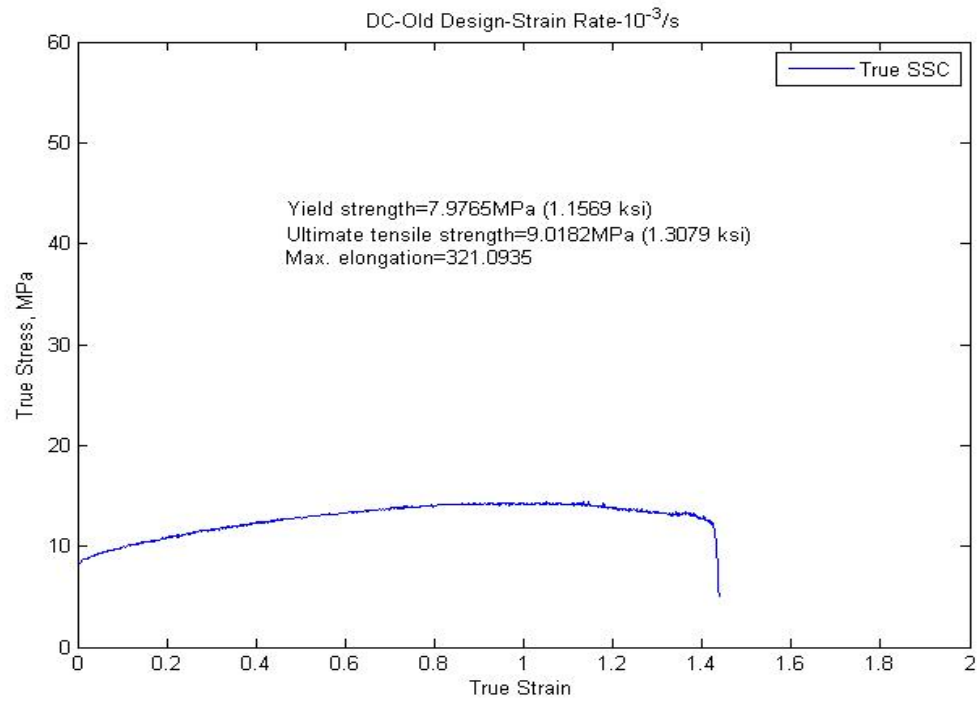 DC-Old Design-Strain Rate-10⁻³/s
True SSC
Yield strength=7.9765MPa (1.1569 ksi)
Ultimate tensile strength=9.0182MPa (1.3079 ksi)
Max. elongation=321.0935
True Stress, MPa
60
50
40
30
20
10
0
0 0.2 0.4 0.6 0.8 1 1.2 1.4 1.6 1.8 2
True Strain